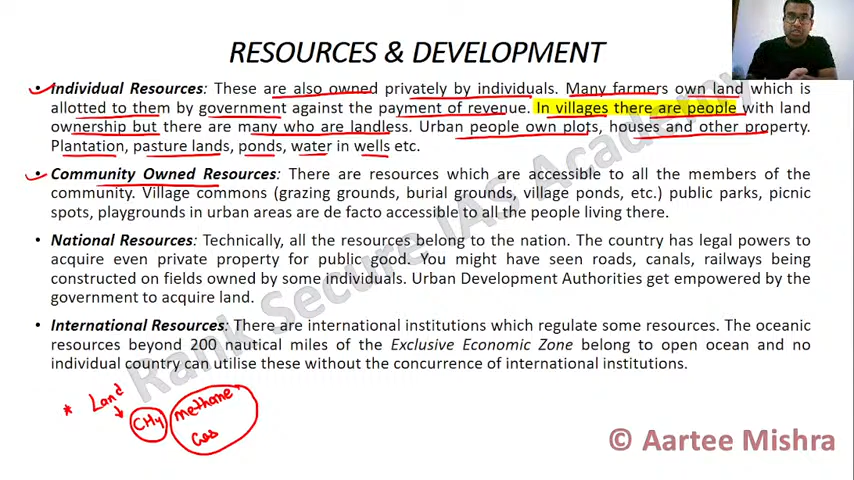 RESOURCES & DEVELOPMENT
• Individual Resources: These are also owned privately by individuals. Many farmers own land which is
allotted to them by government against the payment of revenue. In villages there are people with land
ownership but there are many who are landless. Urban people own plots, houses and other property.
Plantation, pasture lands, ponds, water in wells etc.
• Community Owned Resources: There are resources which are accessible to all the members of the
community. Village commons (grazing grounds, burial grounds, village ponds, etc.) public parks, picnic
spots, playgrounds in urban areas are de facto accessible to all the people living there.
• National Resources: Technically, all the resources belong to the nation. The country has legal powers to
acquire even private property for public good. You might have seen roads, canals, railways being
constructed on fields owned by some individuals. Urban Development Authorities get empowered by the
government to acquire land.
• International Resources: There are international institutions which regulate some resources. The oceanic
resources beyond 200 nautical miles of the Exclusive Economic Zone belong to open ocean and no
individual country can utilise these without the concurrence of international institutions.
* Land
CH4
methane
Gas
Rank Secure IAS Academy
© Aartee Mishra